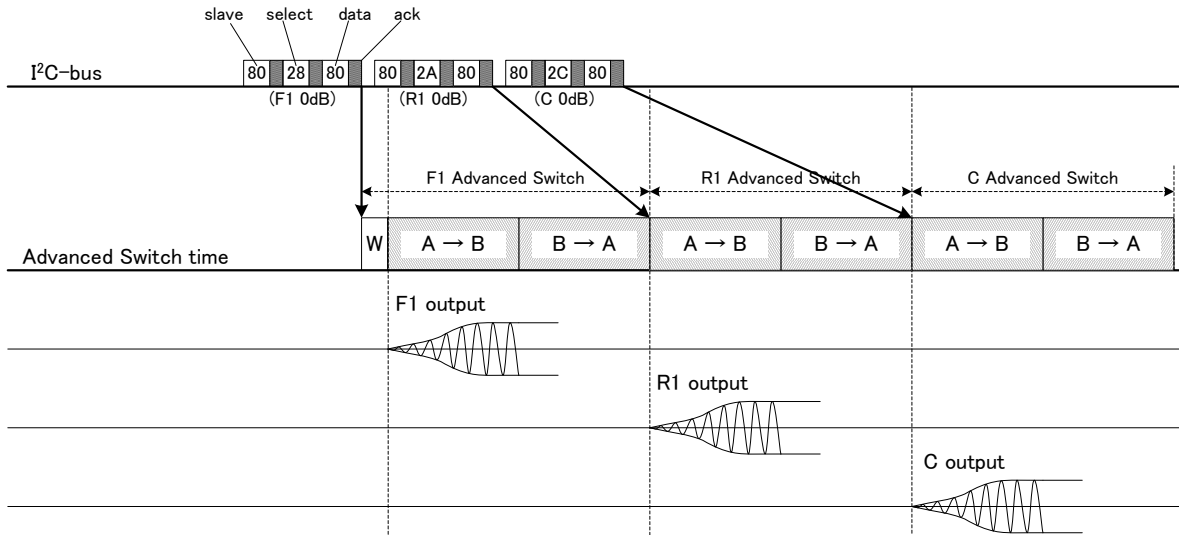 slave select data ack
I²C-bus 80 28 80 80 2A 80 80 2C 80
(F1 0dB) (R1 0dB) (C 0dB)
F1 Advanced Switch R1 Advanced Switch C Advanced Switch
Advanced Switch time W A → B B → A A → B B → A A → B B → A
F1 output
R1 output
C output